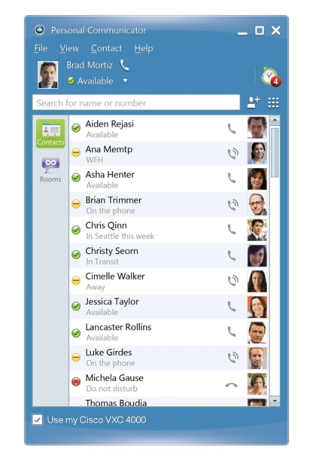 Personal Communicator
File View Contact Help
Brad Mortiz
Available
4
Search for name or number
Contacts
Rooms
Aiden Rejasi
Available
Ana Memtp
WFH
Asha Henter
Available
Brian Trimmer
On the phone
Chris Qinn
In Seattle this week
Christy Seorn
In Transit
Cimelle Walker
Away
Jessica Taylor
Available
Lancaster Rollins
Available
Luke Girdes
On the phone
Michela Gause
Do not disturb
Thomas Boudia
Use my Cisco VXC 4000